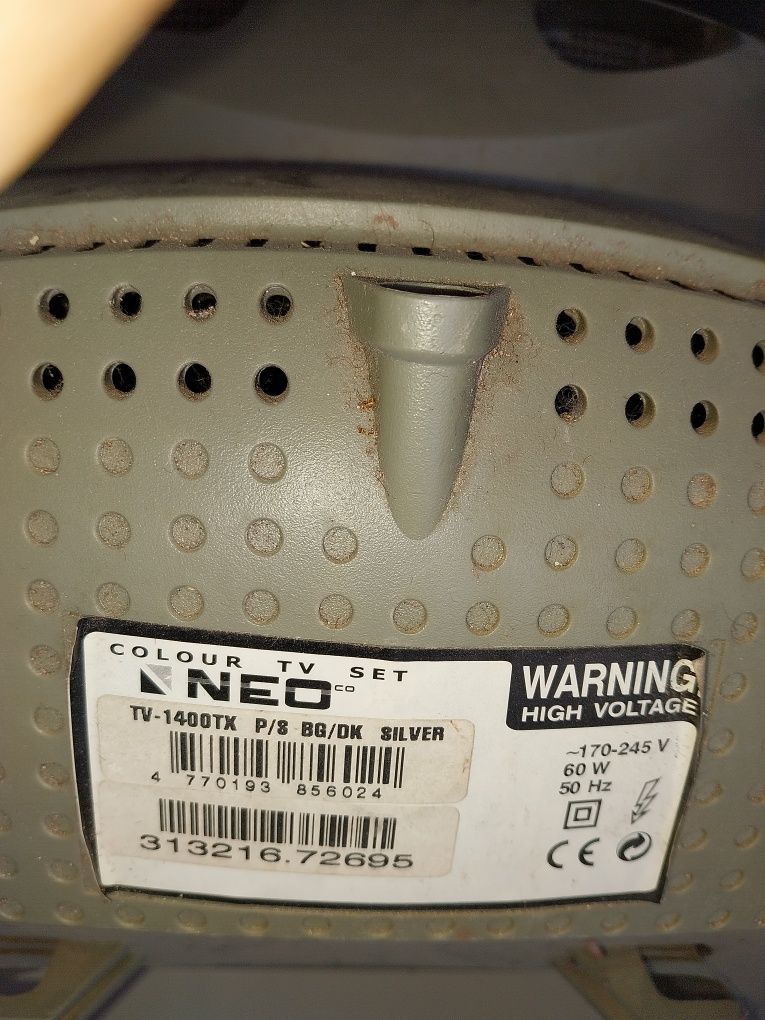 COLOUR TV SET
NEO CO
TV-1400TX P/S BG/DK SILVER
4 770193 856024
313216.72695
WARNING
HIGH VOLTAGE
~170-245 V
60 W
50 Hz
CE